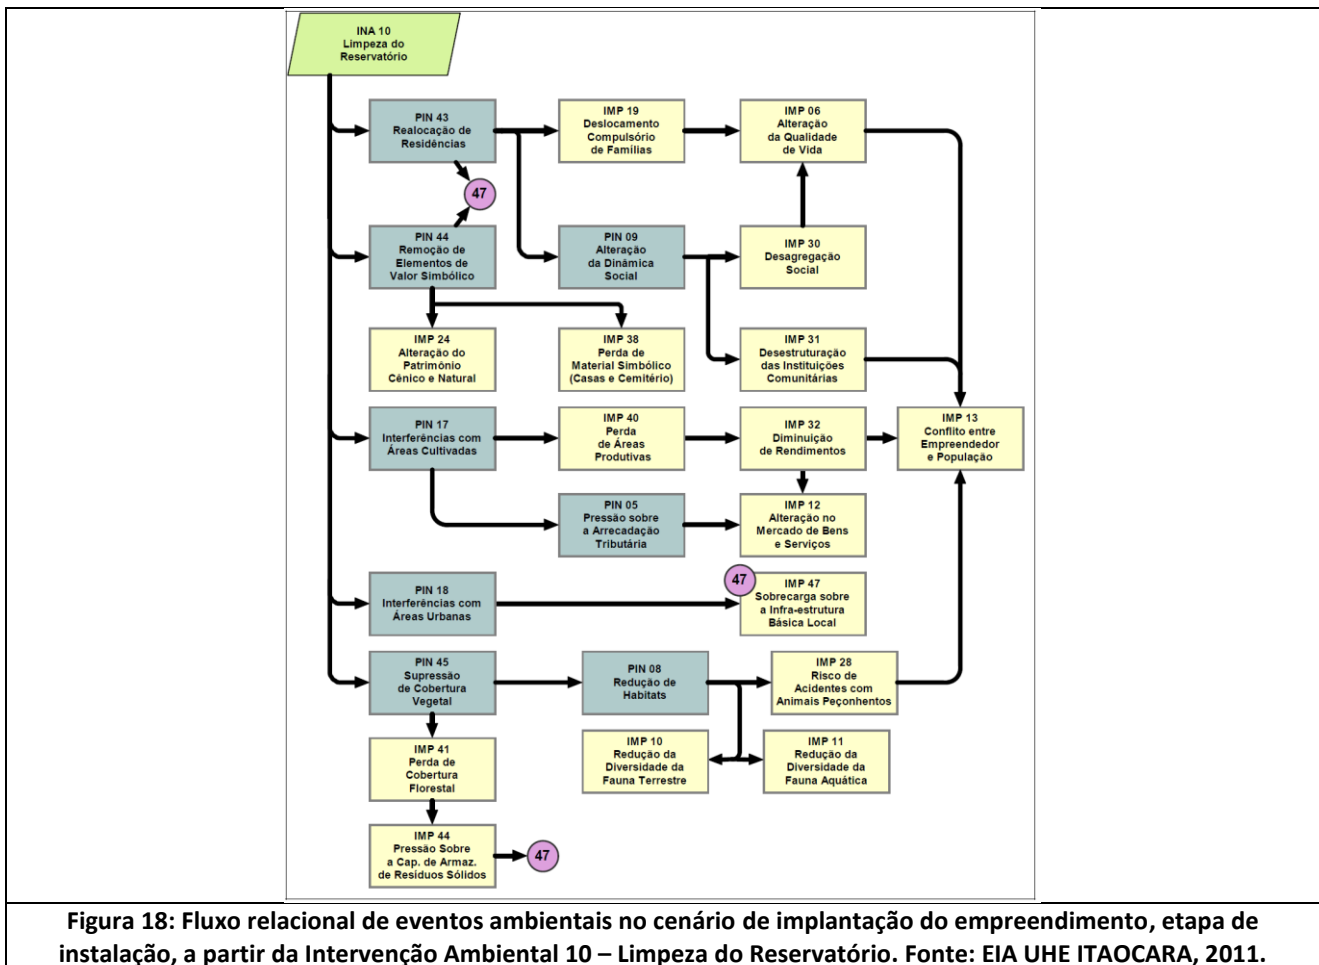 INA 10
Limpeza do
Reservatório
PIN 43
Realocação de
Residências
IMP 19
Deslocamento
Compulsório
de Famílias
IMP 06
Alteração
da Qualidade
de Vida
47
PIN 44
Remoção de
Elementos de
Valor Simbólico
PIN 09
Alteração
da Dinâmica
Social
IMP 30
Desagregação
Social
IMP 24
Alteração do
Patrimônio
Cênico e Natural
IMP 38
Perda de
Material Simbólico
(Casas e Cemitério)
IMP 31
Desestruturação
das Instituições
Comunitárias
PIN 17
Interferências com
Áreas Cultivadas
IMP 40
Perda
de Áreas
Produtivas
IMP 32
Diminuição
de Rendimentos
IMP 13
Conflito entre
Empreendedor
e População
PIN 05
Pressão sobre
a Arrecadação
Tributária
IMP 12
Alteração no
Mercado de Bens
e Serviços
PIN 18
Interferências com
Áreas Urbanas
47
IMP 47
Sobrecarga sobre
a Infra-estrutura
Básica Local
PIN 45
Supressão
de Cobertura
Vegetal
PIN 08
Redução de
Habitats
IMP 28
Risco de
Acidentes com
Animais Peçonhentos
IMP 41
Perda de
Cobertura
Florestal
IMP 10
Redução da
Diversidade da
Fauna Terrestre
IMP 11
Redução da
Diversidade da
Fauna Aquática
IMP 44
Pressão Sobre
a Cap. de Armaz.
de Resíduos Sólidos
47
Figura 18: Fluxo relacional de eventos ambientais no cenário de implantação do empreendimento, etapa de
instalação, a partir da Intervenção Ambiental 10 – Limpeza do Reservatório. Fonte: EIA UHE ITAOCARA, 2011.